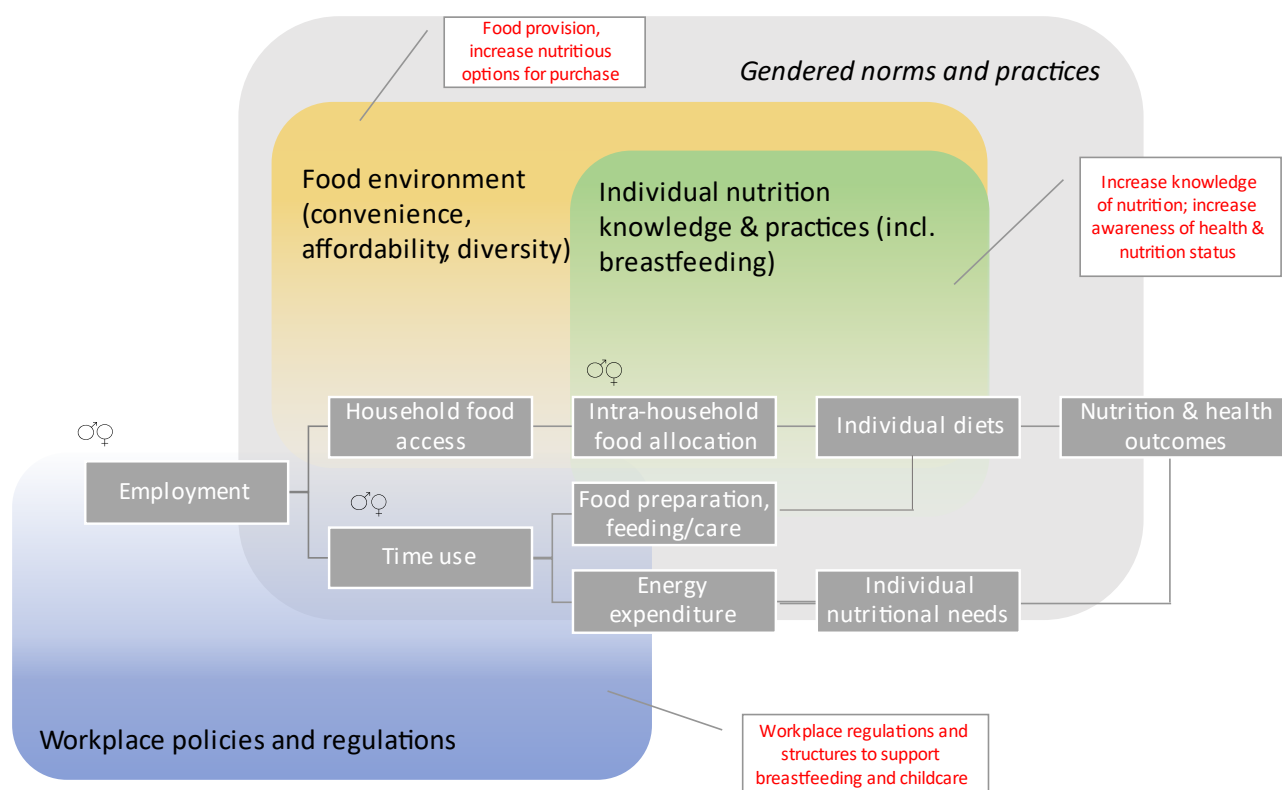 Food provision,
increase nutritious
options for purchase
Gendered norms and practices
Food environment
(convenience,
affordability, diversity)
Individual nutrition
knowledge & practices (incl.
breastfeeding)
Increase knowledge
of nutrition; increase
awareness of health &
nutrition status
♂♀
Household food
access
Intra-household
food allocation
Individual diets
Nutrition & health
outcomes
♂♀
Employment
♂♀
Time use
Food preparation,
feeding/care
Energy
expenditure
Individual
nutritional needs
Workplace policies and regulations
Workplace regulations and
structures to support
breastfeeding and childcare